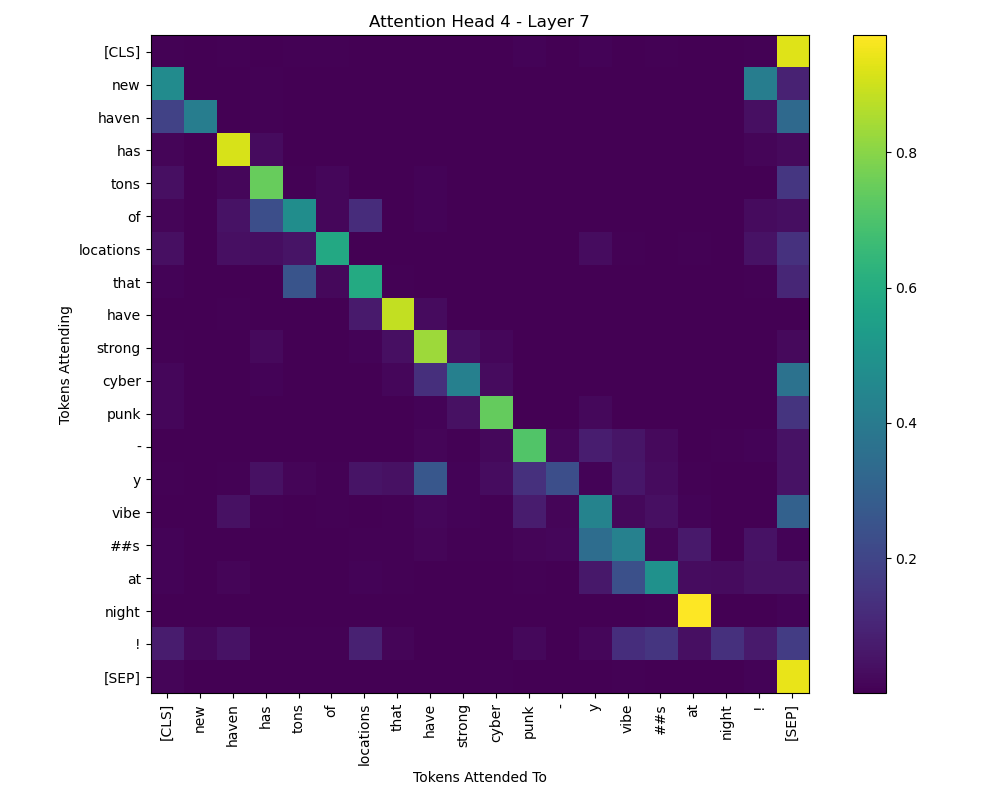 Attention Head 4 - Layer 7
Tokens Attending
[CLS]
new
haven
has
tons
of
locations
that
have
strong
cyber
punk
-
y
vibe
##s
at
night
!
[SEP]
[CLS]
new
haven
has
tons
of
locations
that
have
strong
cyber
punk
-
y
vibe
##s
at
night
!
[SEP]
Tokens Attended To
0.8
0.6
0.4
0.2